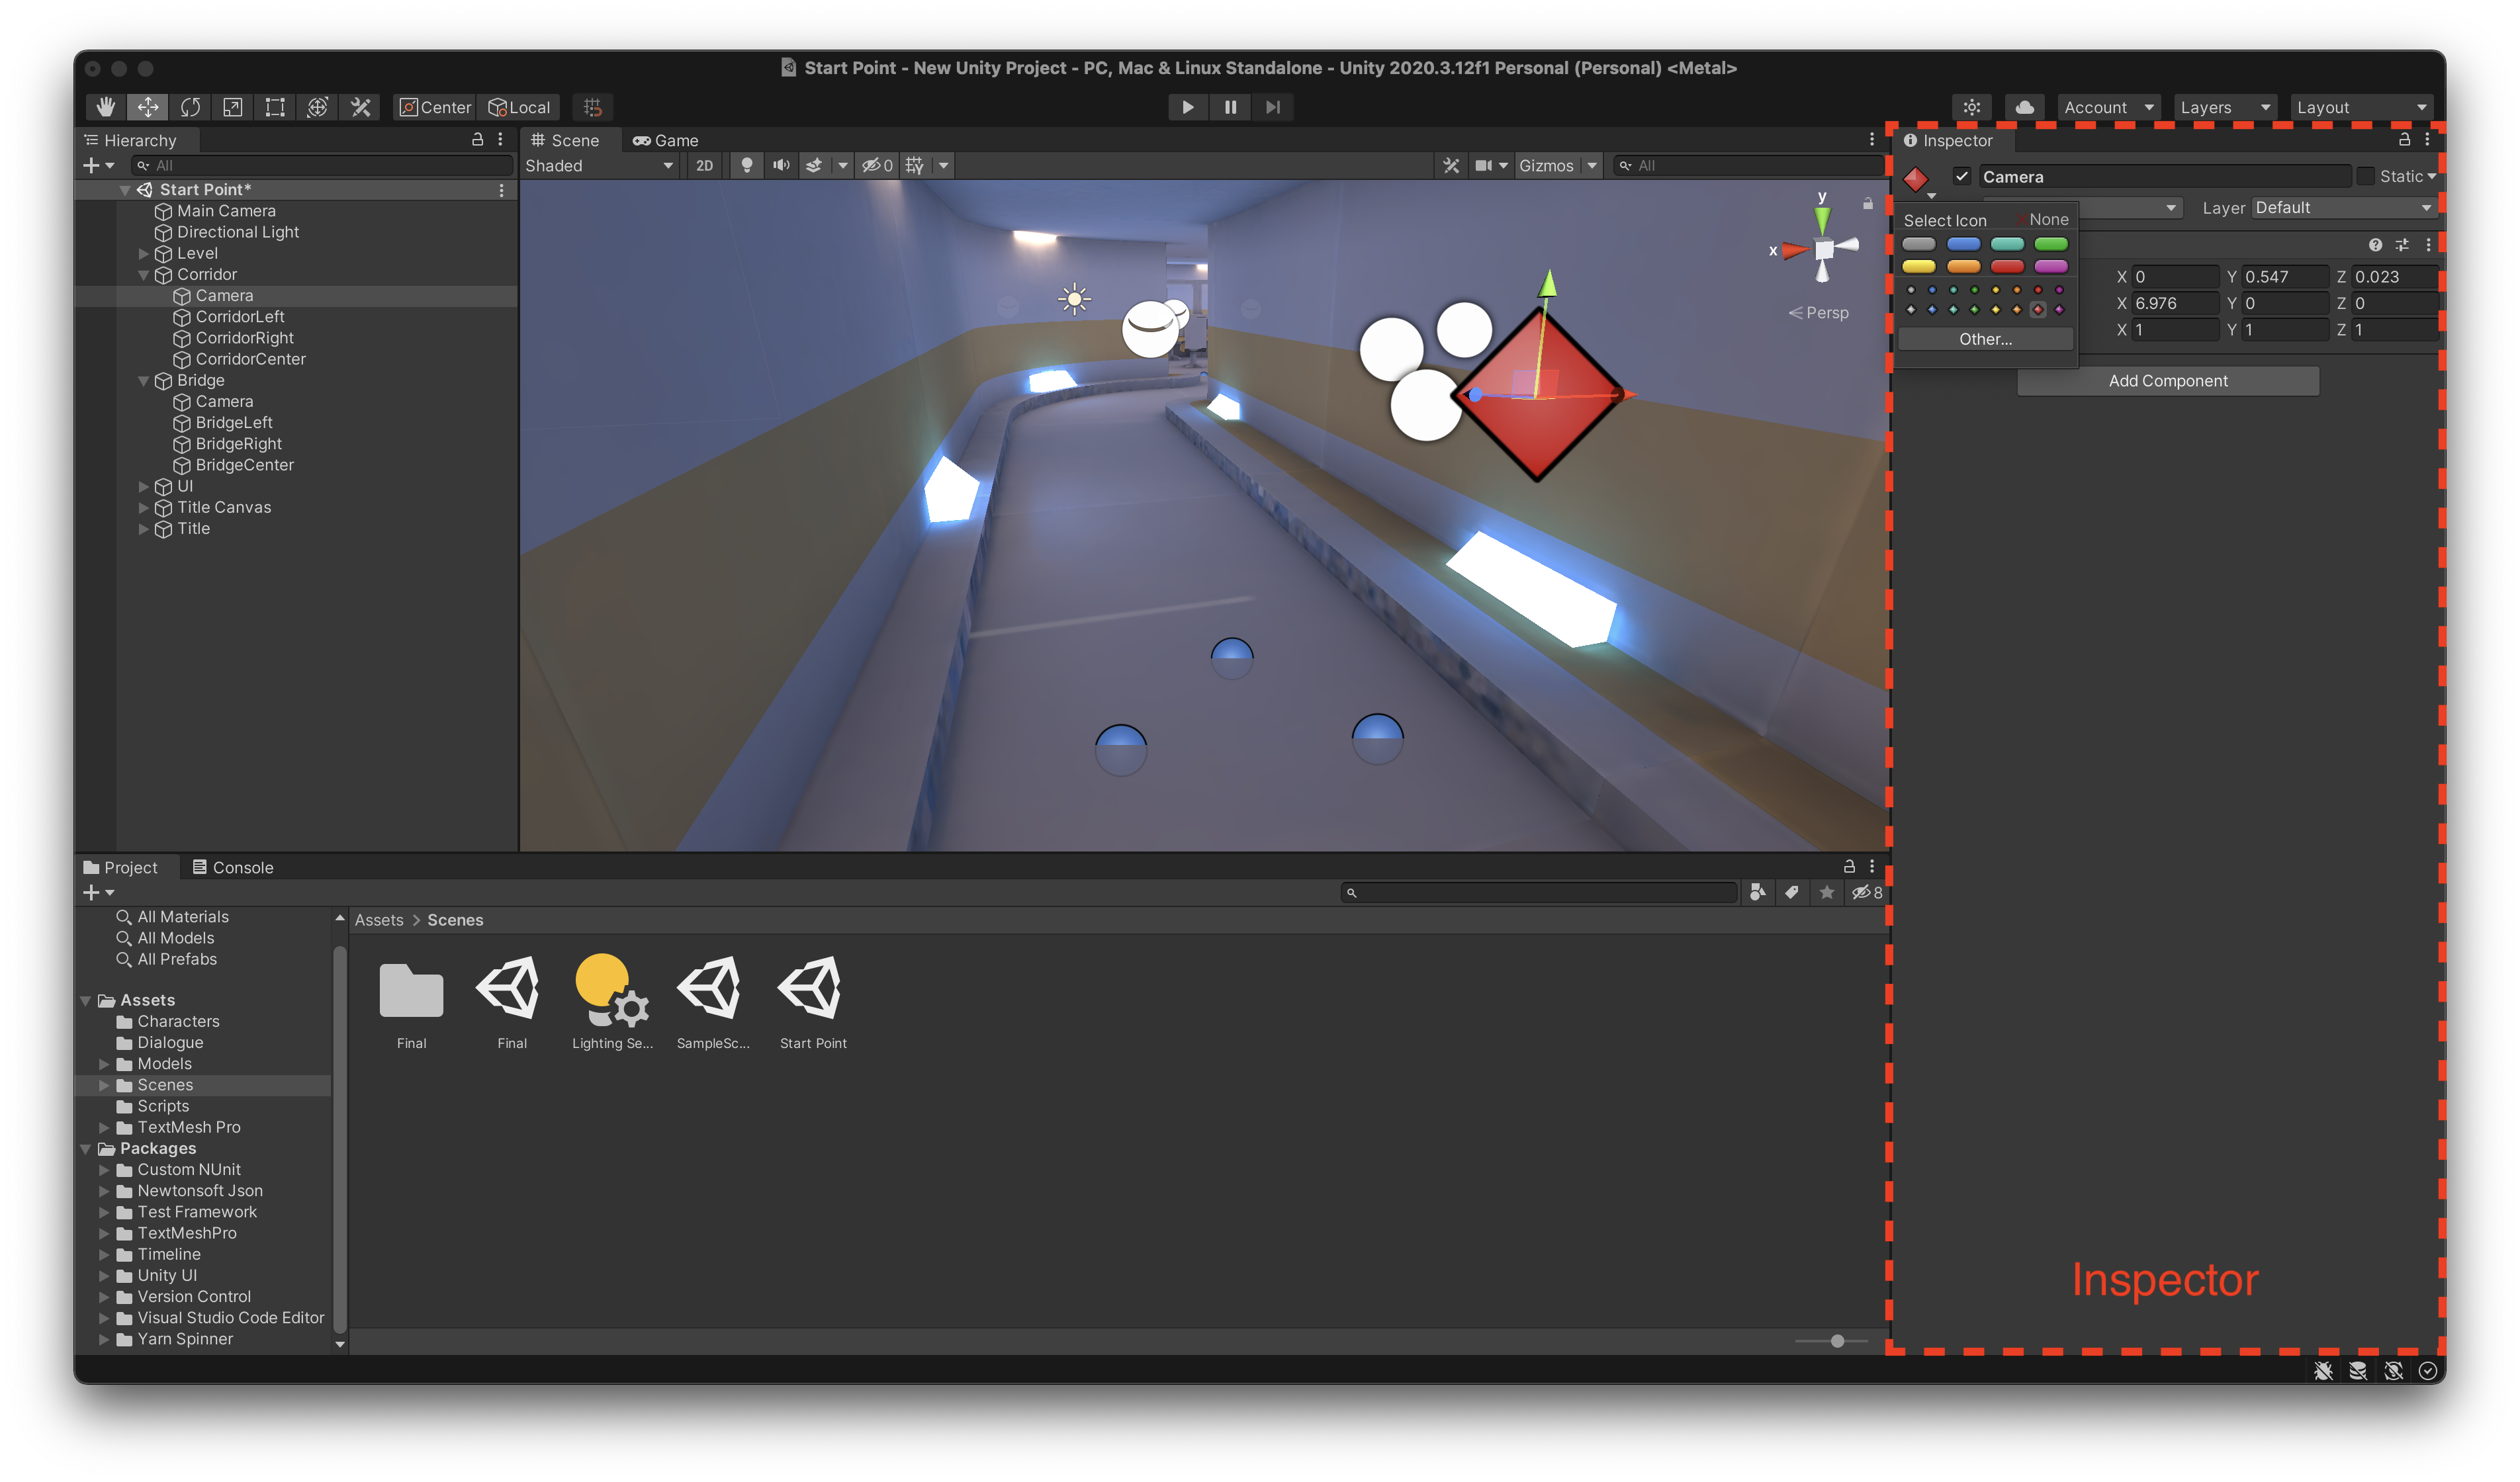 Start Point - New Unity Project - PC, Mac & Linux Standalone - Unity 2020.3.12f1 Personal (Personal) <Metal>
Center Local Account Layers Layout
Hierarchy
All
Start Point*
Main Camera
Directional Light
Level
Corridor
Camera
CorridorLeft
CorridorRight
CorridorCenter
Bridge
Camera
BridgeLeft
BridgeRight
BridgeCenter
UI
Title Canvas
Title
Scene Game
Shaded 2D 0 Gizmos All
y
x
Persp
Inspector
Camera Static
Layer Default
Select Icon None
X 0 Y 0.547 Z 0.023
X 6.976 Y 0 Z 0
X 1 Y 1 Z 1
Other...
Add Component
Inspector
Project Console
8
All Materials
All Models
All Prefabs
Assets
Characters
Dialogue
Models
Scenes
Scripts
TextMesh Pro
Packages
Custom NUnit
Newtonsoft Json
Test Framework
TextMeshPro
Timeline
Unity UI
Version Control
Visual Studio Code Editor
Yarn Spinner
Assets > Scenes
Final Final Lighting Se... SampleSc... Start Point